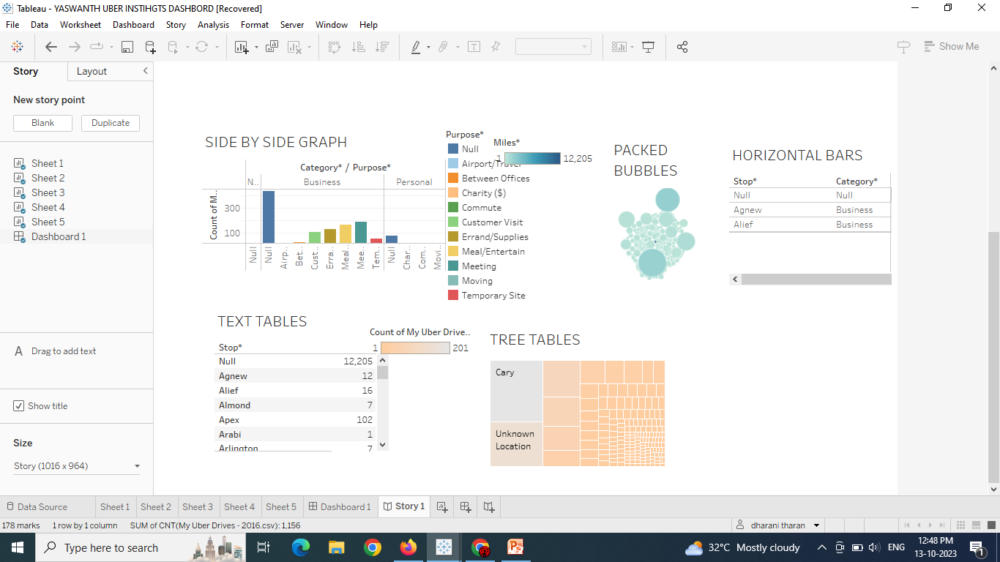 Tableau - YASWANTH UBER INSTIHGTS DASHBORD [Recovered]
File Data Worksheet Dashboard Story Analysis Format Server Window Help
Show Me
Story Layout
New story point
Blank Duplicate
Sheet 1
Sheet 2
Sheet 3
Sheet 4
Sheet 5
Dashboard 1
A Drag to add text
Show title
Size
Story (1016 x 964)
SIDE BY SIDE GRAPH
Category* / Purpose*
N.. Business Personal
Count of M..
300
100
Null
Null
Airp..
Bet..
Cust..
Erra..
Meal..
Mee..
Tem..
Null
Char..
Com..
Movi..
Purpose*
Null
Airport/Travel
Between Offices
Charity ($)
Commute
Customer Visit
Errand/Supplies
Meal/Entertain
Meeting
Moving
Temporary Site
Miles*
1 12,205
PACKED
BUBBLES
HORIZONTAL BARS
Stop* Category*
Null Null
Agnew Business
Alief Business
TEXT TABLES
Stop*
Null 12,205
Agnew 12
Alief 16
Almond 7
Apex 102
Arabi 1
Arlington 7
Count of My Uber Drive..
1 201
TREE TABLES
Cary
Unknown
Location
Data Source Sheet 1 Sheet 2 Sheet 3 Sheet 4 Sheet 5 Dashboard 1 Story 1
178 marks 1 row by 1 column SUM of CNT(My Uber Drives - 2016.csv): 1,156
dharani tharan
Type here to search
32°C Mostly cloudy
ENG
12:48 PM
13-10-2023
1